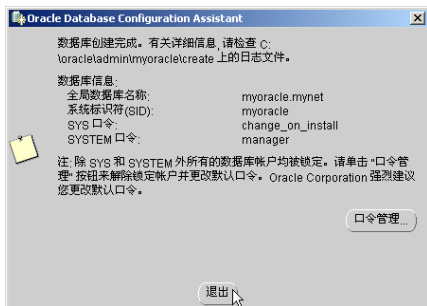 Oracle Database Configuration Assistant
数据库创建完成。有关详细信息,请检查 C:
\oracle\admin\myoracle\create 上的日志文件。
数据库信息:
全局数据库名称: myoracle.mynet
系统标识符(SID): myoracle
SYS 口令: change_on_install
SYSTEM 口令: manager
注: 除 SYS 和 SYSTEM 外所有的数据库帐户均被锁定。请单击 "口令管
理" 按钮来解除锁定帐户并更改默认口令。Oracle Corporation 强烈建议
您更改默认口令。
口令管理...
退出